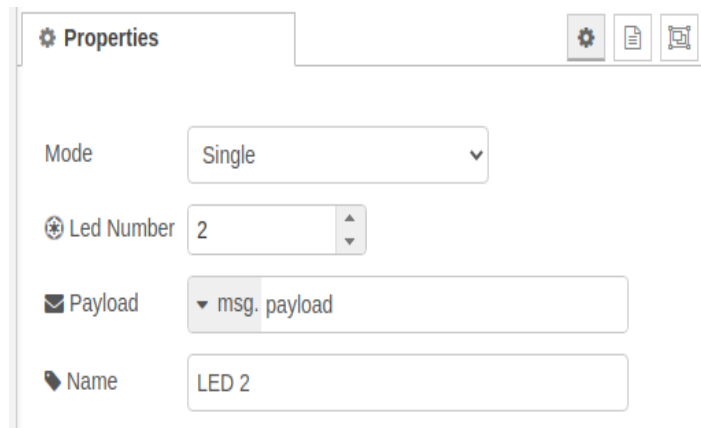 Properties
Mode Single
Led Number 2
Payload msg. payload
Name LED 2